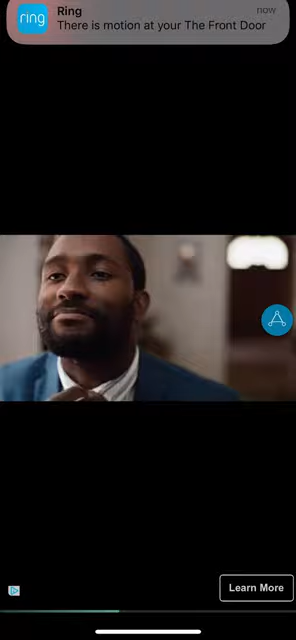 ring
Ring
now
There is motion at your The Front Door
Learn More